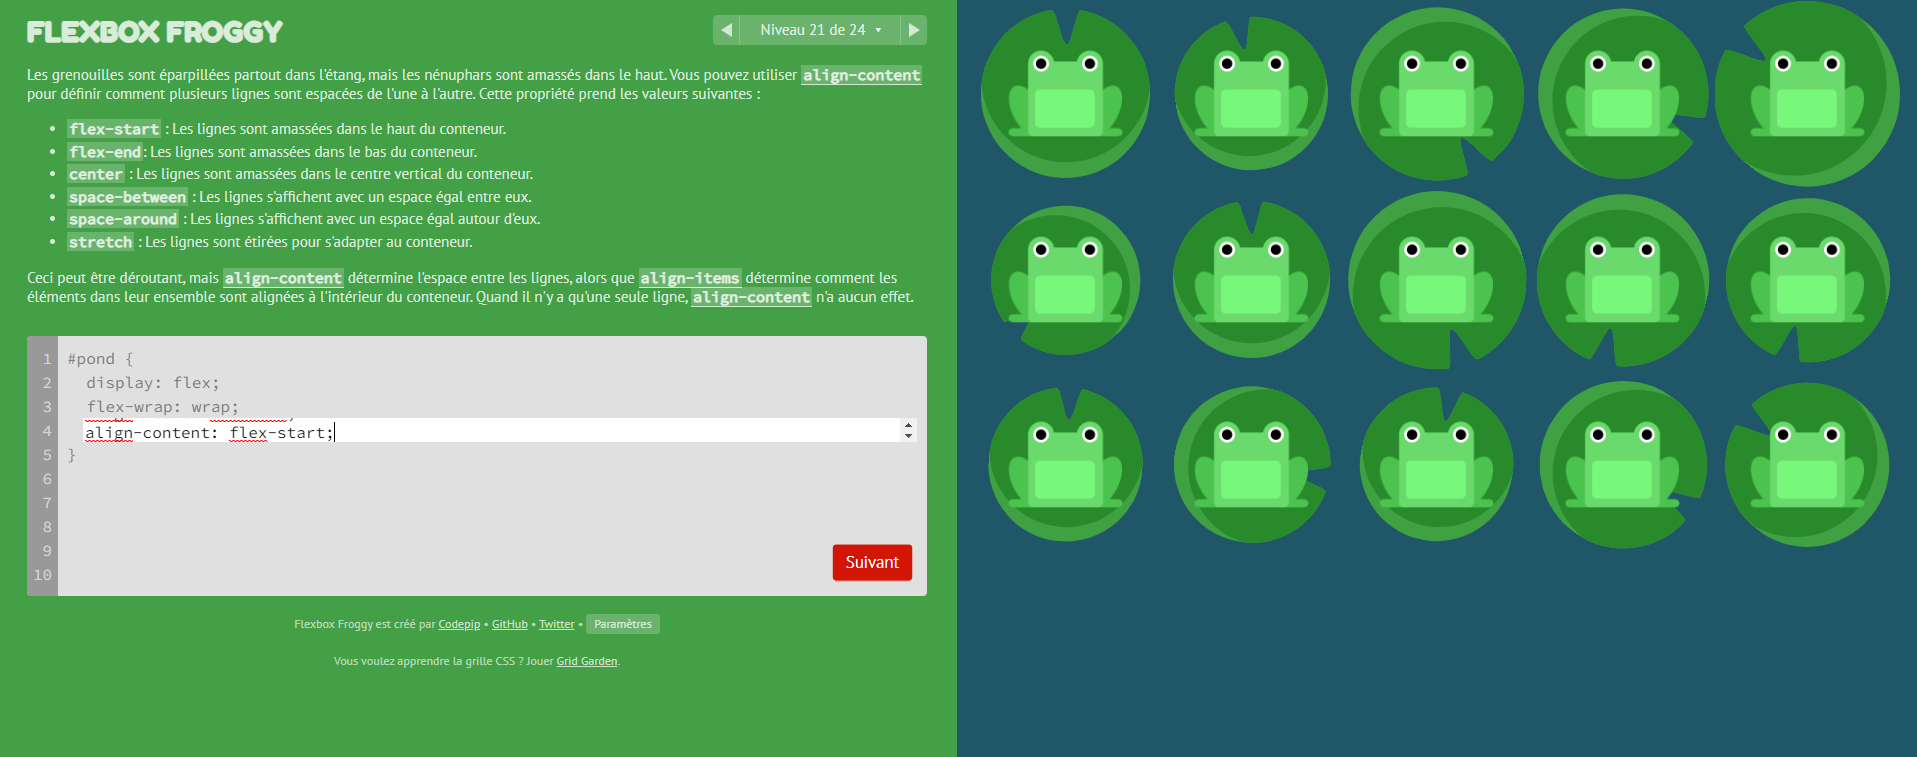 FLEXBOX FROGGY
Niveau 21 de 24
Les grenouilles sont éparpillées partout dans l'étang, mais les nénuphars sont amassés dans le haut. Vous pouvez utiliser align-content
pour définir comment plusieurs lignes sont espacées de l'une à l'autre. Cette propriété prend les valeurs suivantes :
• flex-start : Les lignes sont amassées dans le haut du conteneur.
• flex-end: Les lignes sont amassées dans le bas du conteneur.
• center : Les lignes sont amassées dans le centre vertical du conteneur.
• space-between : Les lignes s'affichent avec un espace égal entre eux.
• space-around : Les lignes s'affichent avec un espace égal autour d'eux.
• stretch : Les lignes sont étirées pour s'adapter au conteneur.
Ceci peut être déroutant, mais align-content détermine l'espace entre les lignes, alors que align-items détermine comment les
éléments dans leur ensemble sont alignées à l'intérieur du conteneur. Quand il n'y a qu'une seule ligne, align-content n'a aucun effet.
1 #pond {
2 display: flex;
3 flex-wrap: wrap;
4 align-content: flex-start;
5 }
6
7
8
9
10
Suivant
Flexbox Froggy est créé par Codepip • GitHub • Twitter • Paramètres
Vous voulez apprendre la grille CSS ? Jouer Grid Garden.